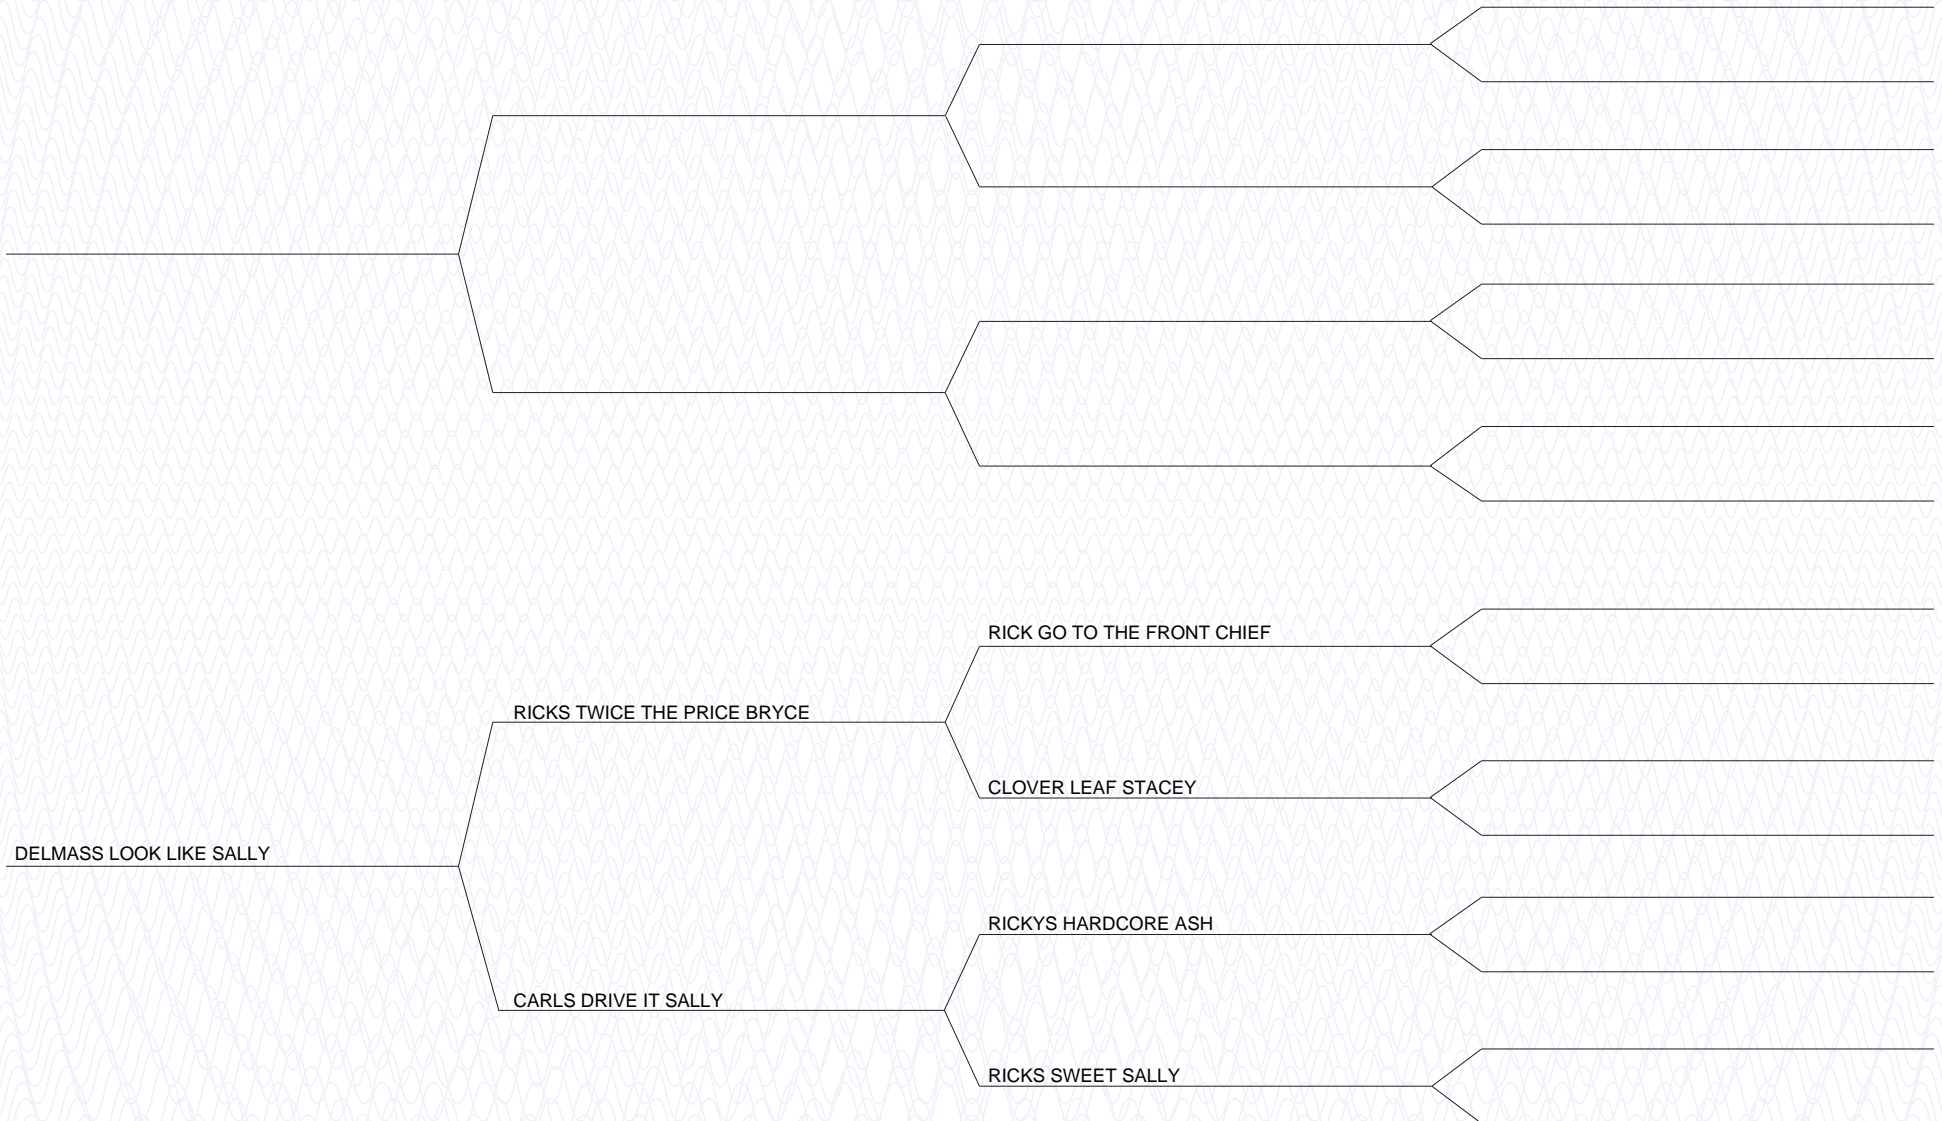 RICK GO TO THE FRONT CHIEF
RICKS TWICE THE PRICE BRYCE
CLOVER LEAF STACEY
DELMASS LOOK LIKE SALLY
RICKYS HARDCORE ASH
CARLS DRIVE IT SALLY
RICKS SWEET SALLY